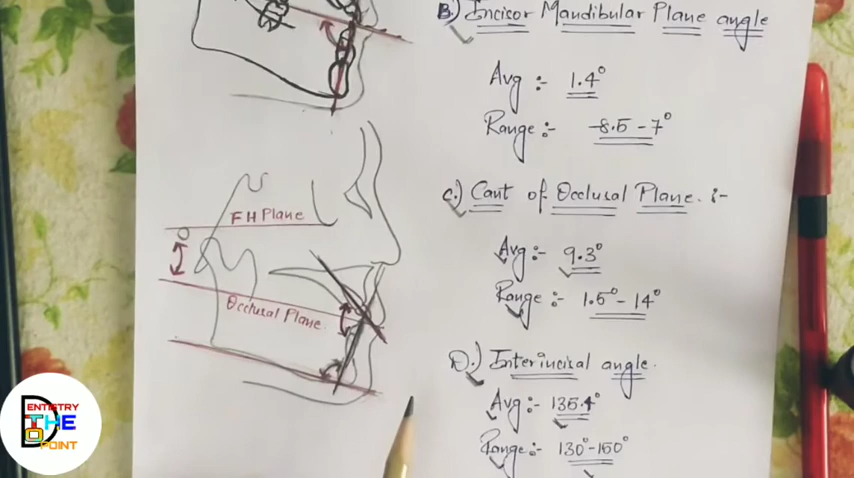 B.) Incisor Mandibular Plane angle
Avg :- 1.4°
Range :- -8.5 - 7°
FH Plane
C.) Cant of Occlusal Plane :-
Avg :- 9.3°
Occlusal Plane.
Range :- 1.5° - 14°
D.) Interincisal angle.
Avg :- 135.4°
Range :- 130° - 150°
DENTISTRY
THE
POINT